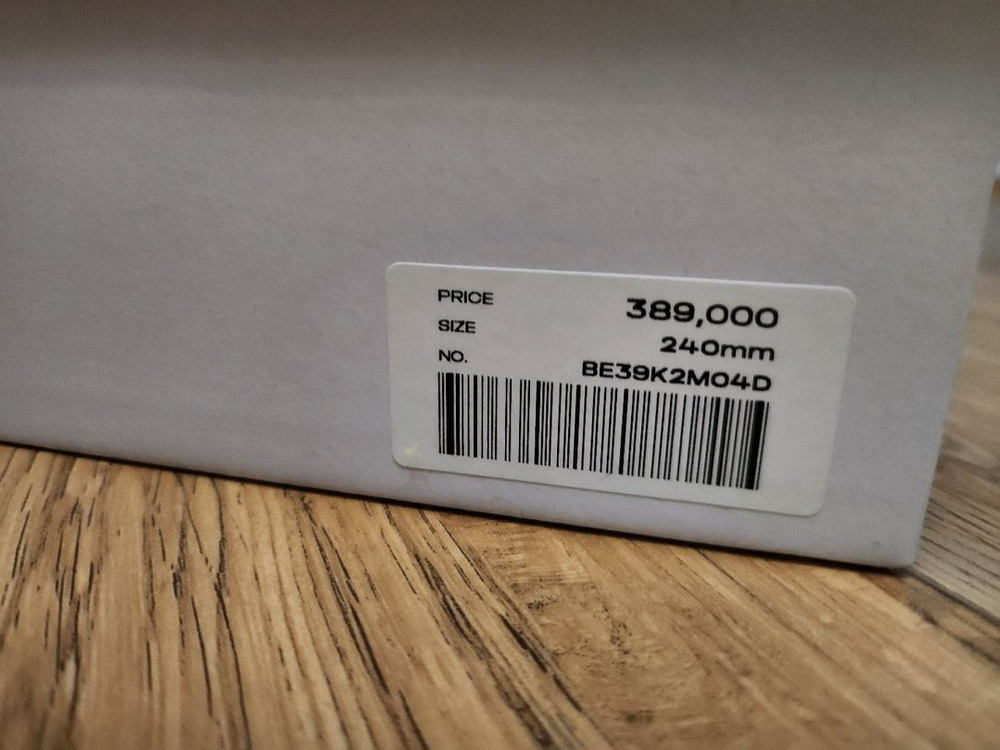 PRICE 389,000
SIZE 240mm
NO. BE39K2M04D